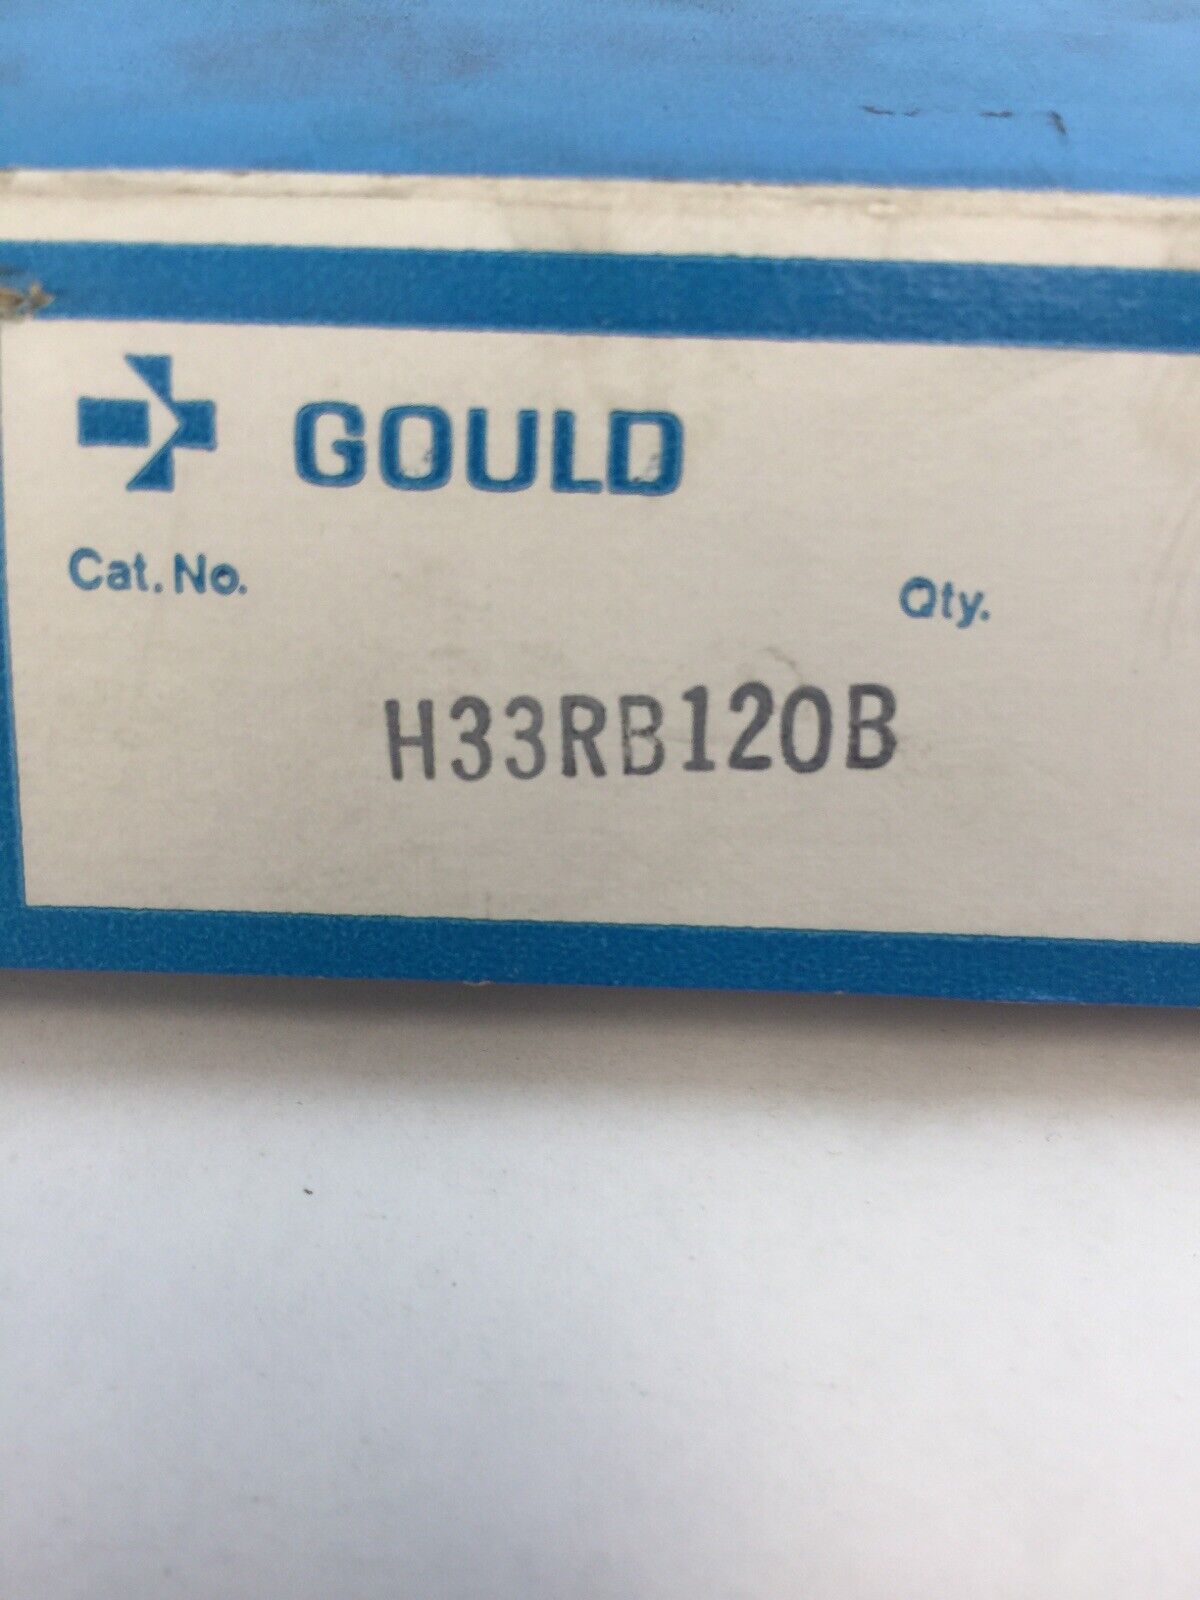 GOULD
Cat. No.
Qty.
H33RB120B